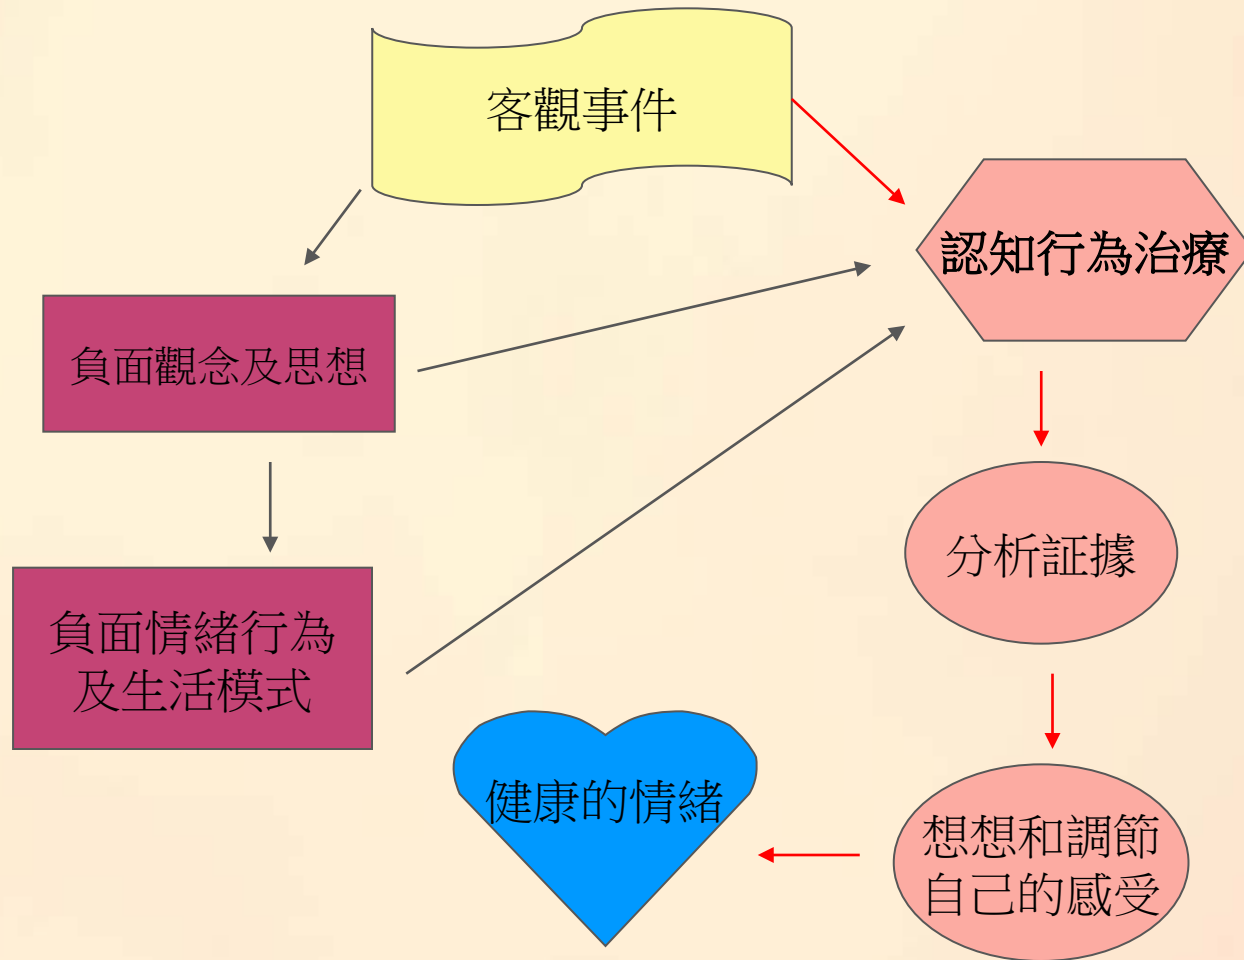 客觀事件
認知行為治療
負面觀念及思想
分析証據
負面情緒行為
及生活模式
健康的情緒
想想和調節
自己的感受